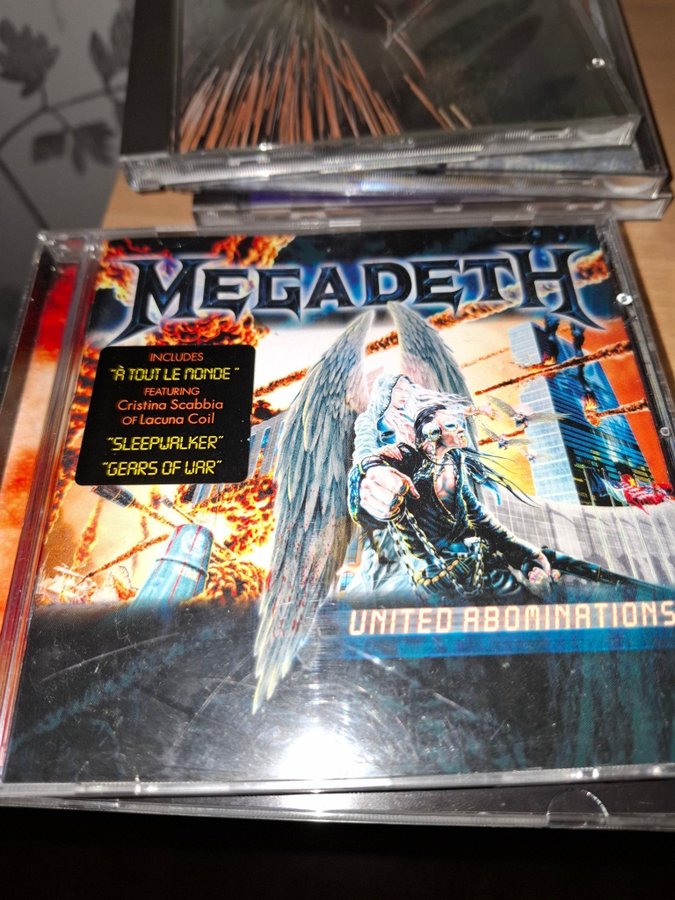 MEGADETH
INCLUDES
"À TOUT LE MONDE"
FEATURING
Cristina Scabbia
OF Lacuna Coil
"SLEEPWALKER"
"GEARS OF WAR"
UNITED ABOMINATIONS